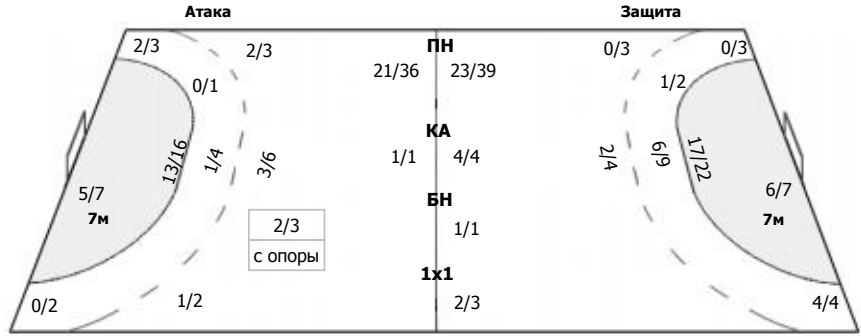 Атака Защита
2/3 2/3 ПН 0/3 0/3
21/36 23/39
0/1 1/2
КА
13/16 1/4 3/6 1/1 4/4 2/4 6/9 17/22
5/7 БН 6/7
7м 7м
2/3 1/1
с опоры
1x1
0/2 1/2 2/3 4/4